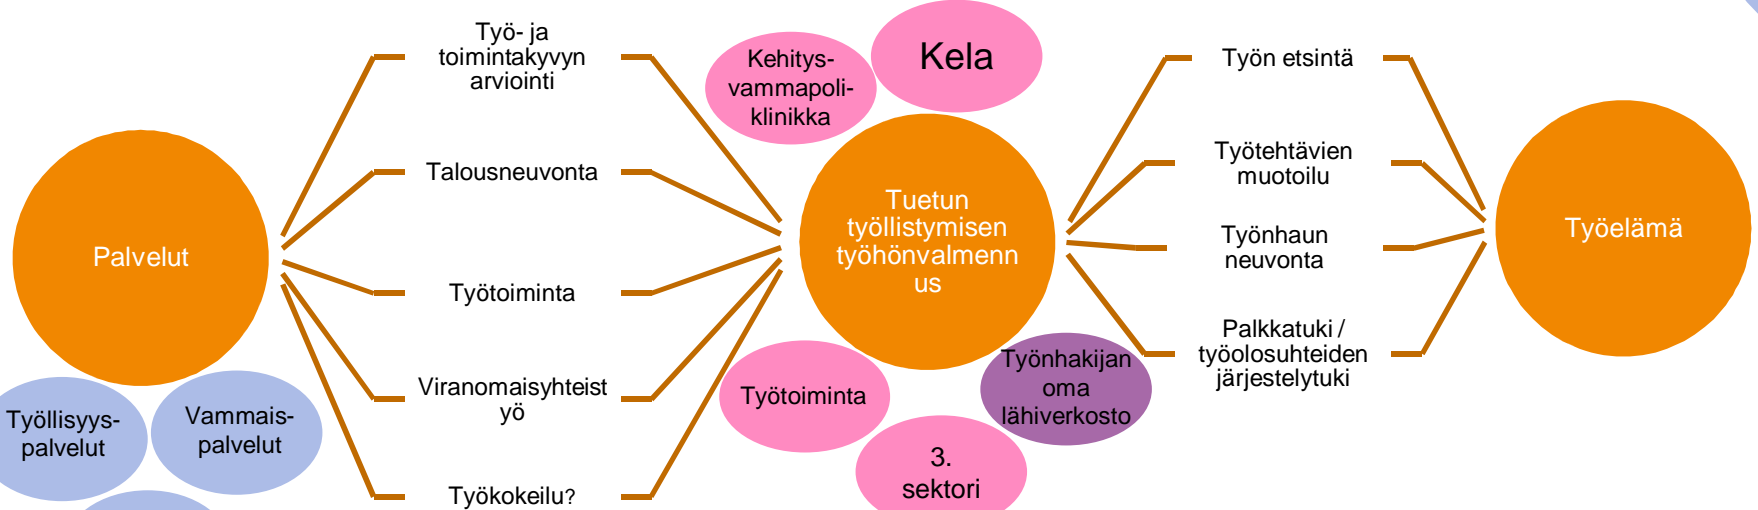 Palvelut
Työllisyys-
palvelut
Vammais-
palvelut
Työ- ja
toimintakyvyn
arviointi
Talousneuvonta
Työtoiminta
Viranomaisyhteist
yö
Työkokeilu?
Kehitys-
vammapoli-
klinikka
Kela
Tuetun
työllistymisen
työhönvalmenn
us
Työtoiminta
3.
sektori
Työnhakijan
oma
lähiverkosto
Työn etsintä
Työtehtävien
muotoilu
Työnhaun
neuvonta
Palkkatuki /
työolosuhteiden
järjestelytuki
Työelämä